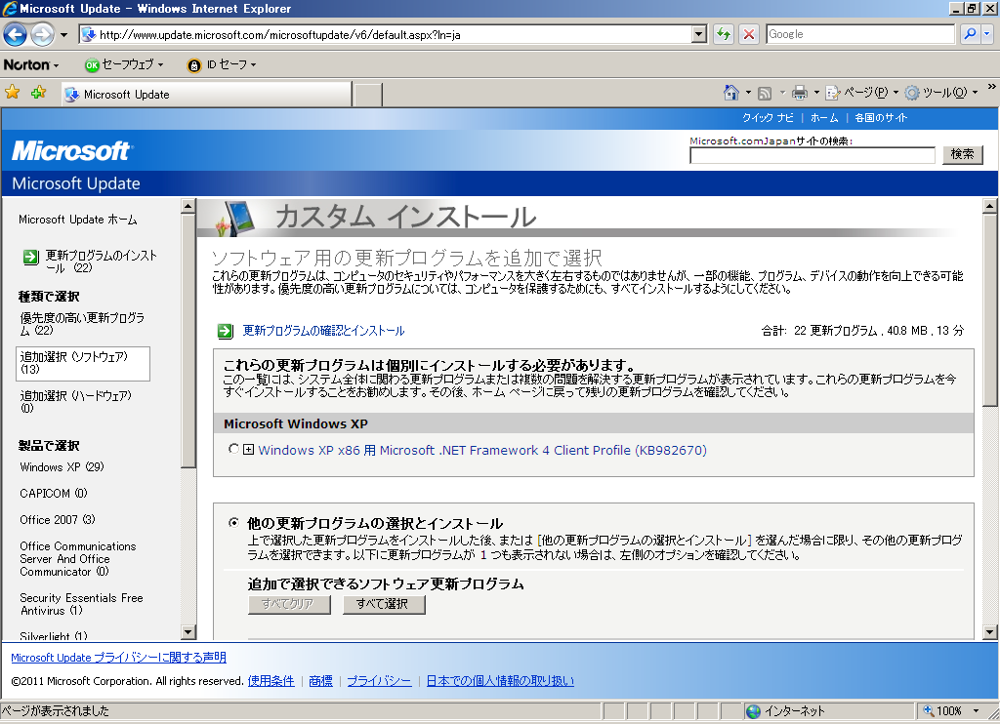 Microsoft Update - Windows Internet Explorer
http://www.update.microsoft.com/microsoftupdate/v6/default.aspx?ln=ja
Google
Norton
OK セーフウェブ
ID セーフ
Microsoft Update
ページ(P)
ツール(O)
クイック ナビ | ホーム | 各国のサイト
Microsoft
Microsoft.comJapanサイトの検索:
検索
Microsoft Update
Microsoft Update ホーム
更新プログラムのインスト
ール (22)
種類で選択
優先度の高い更新プログラ
ム (22)
追加選択 (ソフトウェア)
(13)
追加選択 (ハードウェア)
(0)
製品で選択
Windows XP (29)
CAPICOM (0)
Office 2007 (3)
Office Communications
Server And Office
Communicator (0)
Security Essentials Free
Antivirus (1)
Silverlight (1)
カスタム インストール
ソフトウェア用の更新プログラムを追加で選択
これらの更新プログラムは、コンピュータのセキュリティやパフォーマンスを大きく左右するものではありませんが、一部の機能、プログラム、デバイスの動作を向上できる可能
性があります。優先度の高い更新プログラムについては、コンピュータを保護するためにも、すべてインストールするようにしてください。
更新プログラムの確認とインストール
合計: 22 更新プログラム , 40.8 MB , 13 分
これらの更新プログラムは個別にインストールする必要があります。
この一覧には、システム全体に関わる更新プログラムまたは複数の問題を解決する更新プログラムが表示されています。これらの更新プログラムを今
すぐインストールすることをお勧めします。その後、ホーム ページに戻って残りの更新プログラムを確認してください。
Microsoft Windows XP
Windows XP x86 用 Microsoft .NET Framework 4 Client Profile (KB982670)
他の更新プログラムの選択とインストール
上で選択した更新プログラムをインストールした後、または [他の更新プログラムの選択とインストール] を選んだ場合に限り、その他の更新プログ
ラムを選択できます。以下に更新プログラムが 1 つも表示されない場合は、左側のオプションを確認してください。
追加で選択できるソフトウェア更新プログラム
すべてクリア
すべて選択
Microsoft Update プライバシーに関する声明
©2011 Microsoft Corporation. All rights reserved. 使用条件 | 商標 | プライバシー | 日本での個人情報の取り扱い
ページが表示されました
インターネット
100%